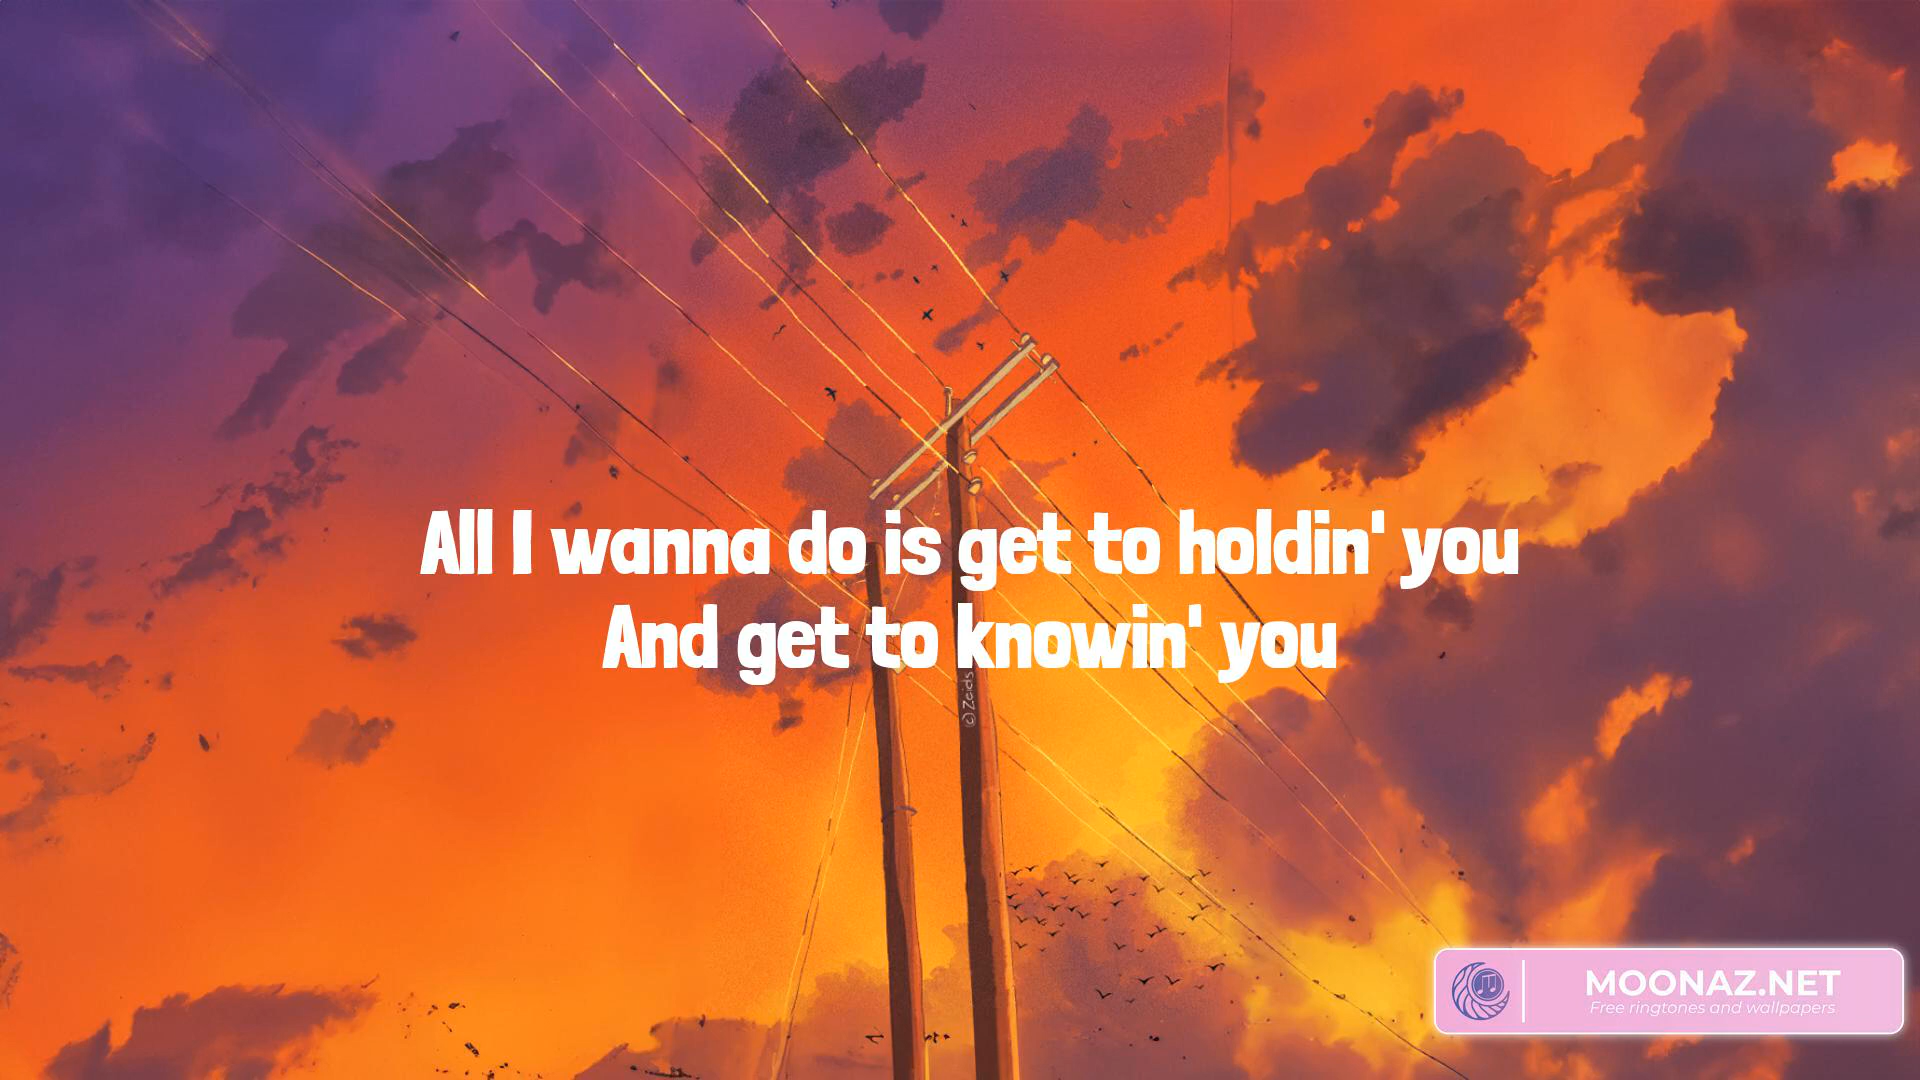 All I wanna do is get to holdin' you
And get to knowin' you
(c) Zaids
MOONAZ.NET
Free ringtones and wallpapers